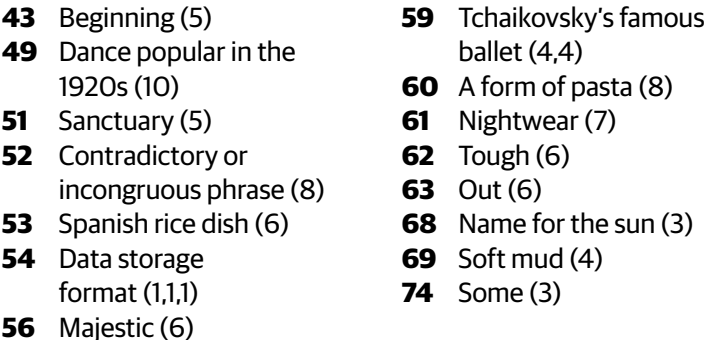 43 Beginning (5)
49 Dance popular in the
1920s (10)
51 Sanctuary (5)
52 Contradictory or
incongruous phrase (8)
53 Spanish rice dish (6)
54 Data storage
format (1,1,1)
56 Majestic (6)
59 Tchaikovsky's famous
ballet (4,4)
60 A form of pasta (8)
61 Nightwear (7)
62 Tough (6)
63 Out (6)
68 Name for the sun (3)
69 Soft mud (4)
74 Some (3)